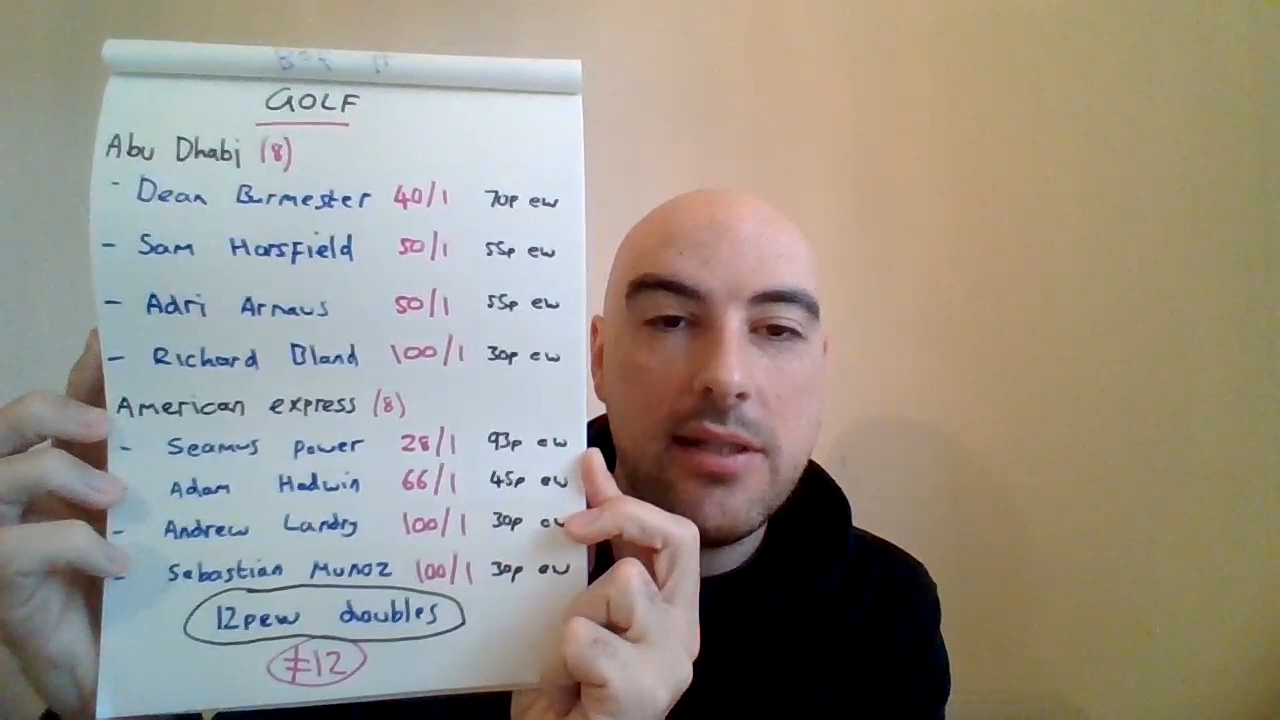 GOLF
Abu Dhabi (8)
- Dean Burmester 40/1 70p ew
- Sam Horsfield 50/1 55p ew
- Adri Arnaus 50/1 55p ew
- Richard Bland 100/1 30p ew
American express (8)
- Seamus Power 28/1 93p ew
Adam Hadwin 66/1 45p ew
- Andrew Landry 100/1 30p ew
- Sebastian Munoz 100/1 30p ew
12pew doubles
£12